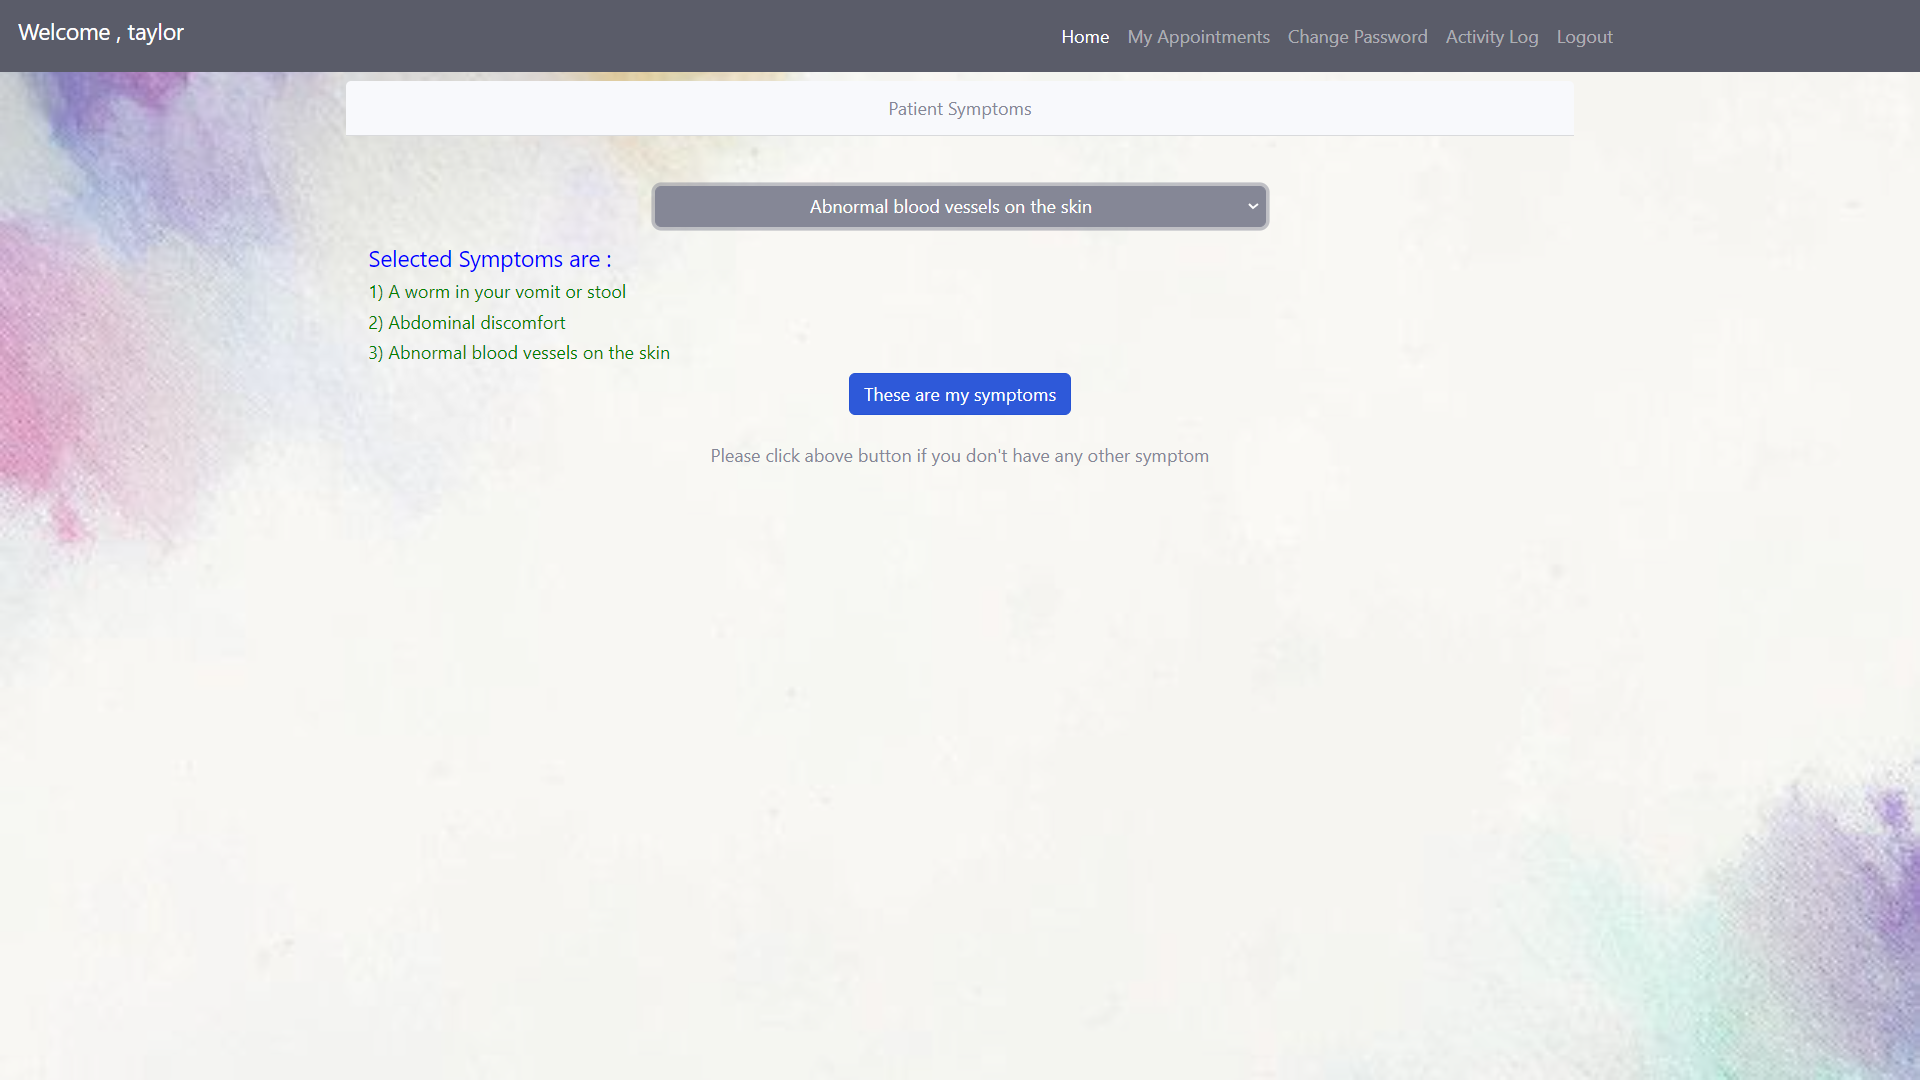 Welcome , taylor
Home My Appointments Change Password Activity Log Logout
Patient Symptoms
Abnormal blood vessels on the skin
Selected Symptoms are :
1) A worm in your vomit or stool
2) Abdominal discomfort
3) Abnormal blood vessels on the skin
These are my symptoms
Please click above button if you don't have any other symptom